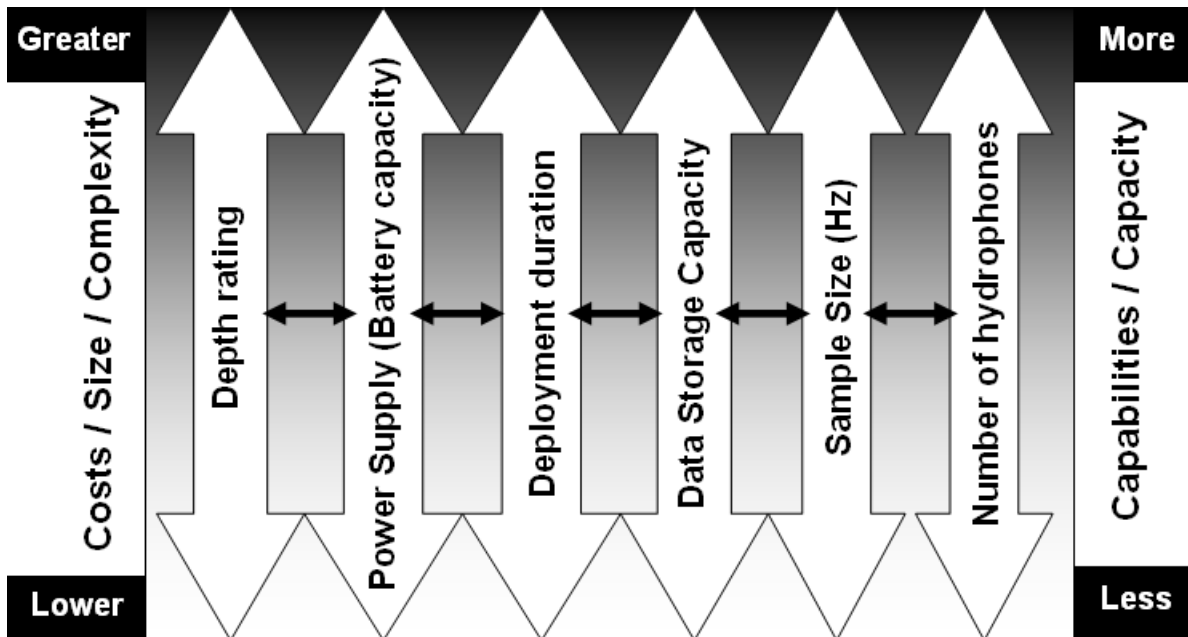 Greater
Costs / Size / Complexity
Lower
Depth rating
Power Supply (Battery capacity)
Deployment duration
Data Storage Capacity
Sample Size (Hz)
Number of hydrophones
More
Capabilities / Capacity
Less